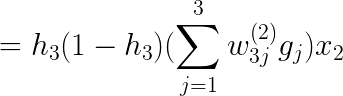 = h_3(1 - h_3)(\sum_{j=1}^{3} w_{3j}^{(2)} g_j) x_2